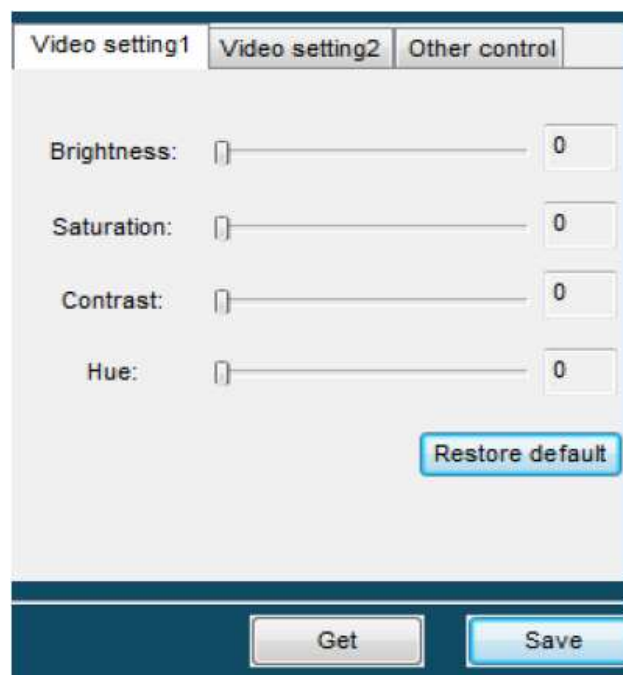 Video setting1 Video setting2 Other control
Brightness: 0
Saturation: 0
Contrast: 0
Hue: 0
Restore default
Get Save